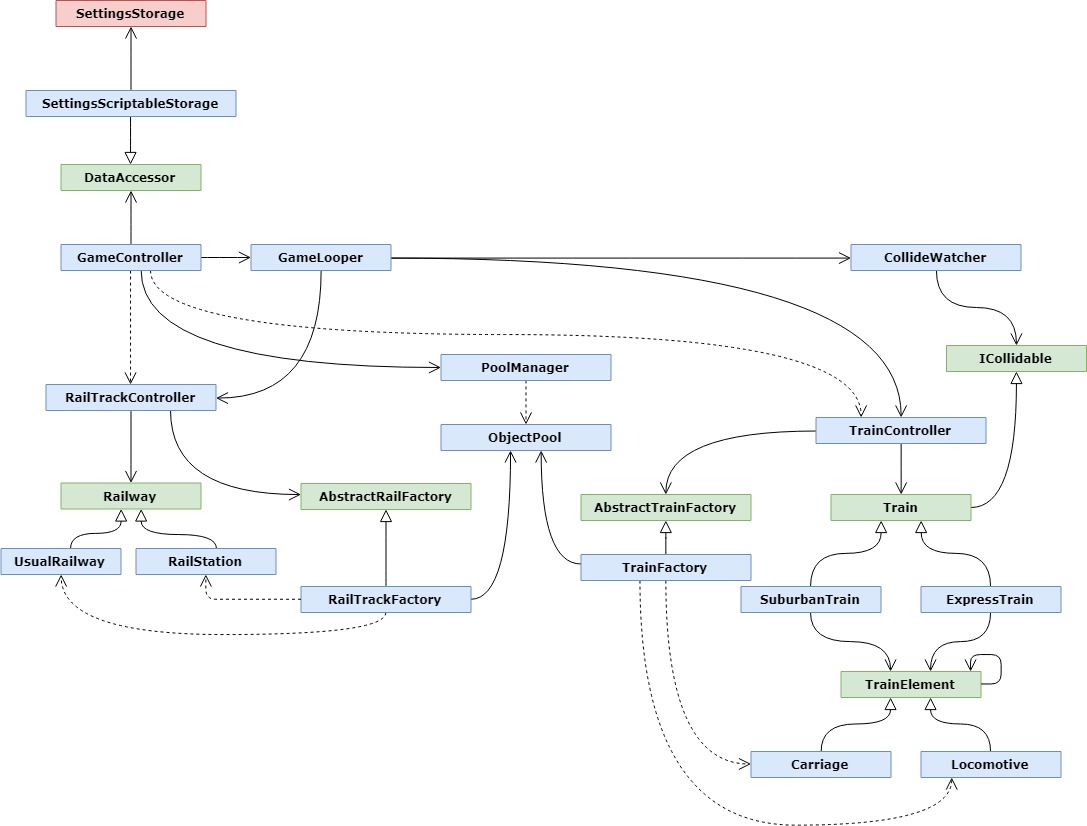 SettingsStorage
SettingsScriptableStorage
DataAccessor
GameController
GameLooper
CollideWatcher
ICollidable
PoolManager
RailTrackController
TrainController
ObjectPool
Railway
AbstractRailFactory
AbstractTrainFactory
Train
UsualRailway
RailStation
TrainFactory
RailTrackFactory
SuburbanTrain
ExpressTrain
TrainElement
Carriage
Locomotive